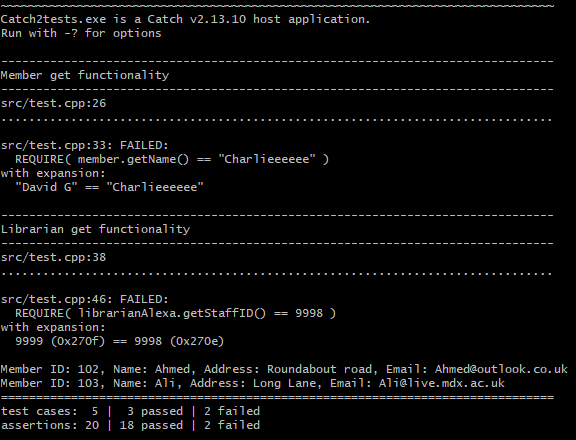 ~~~~~~~~~~~~~~~~~~~~~~~~~~~~~~~~~~~~~~~~~~~~~~~~~~~~~~~~~~~~~~~~~~~~~~~~~~~~~~~
Catch2tests.exe is a Catch v2.13.10 host application.
Run with -? for options

-------------------------------------------------------------------------------
Member get functionality
-------------------------------------------------------------------------------
src/test.cpp:26
...............................................................................

src/test.cpp:33: FAILED:
  REQUIRE( member.getName() == "Charlieeeeee" )
with expansion:
  "David G" == "Charlieeeeee"

-------------------------------------------------------------------------------
Librarian get functionality
-------------------------------------------------------------------------------
src/test.cpp:38
...............................................................................

src/test.cpp:46: FAILED:
  REQUIRE( librarianAlexa.getStaffID() == 9998 )
with expansion:
  9999 (0x270f) == 9998 (0x270e)

Member ID: 102, Name: Ahmed, Address: Roundabout road, Email: Ahmed@outlook.co.uk
Member ID: 103, Name: Ali, Address: Long Lane, Email: Ali@live.mdx.ac.uk
===============================================================================
test cases:  5 |  3 passed | 2 failed
assertions: 20 | 18 passed | 2 failed